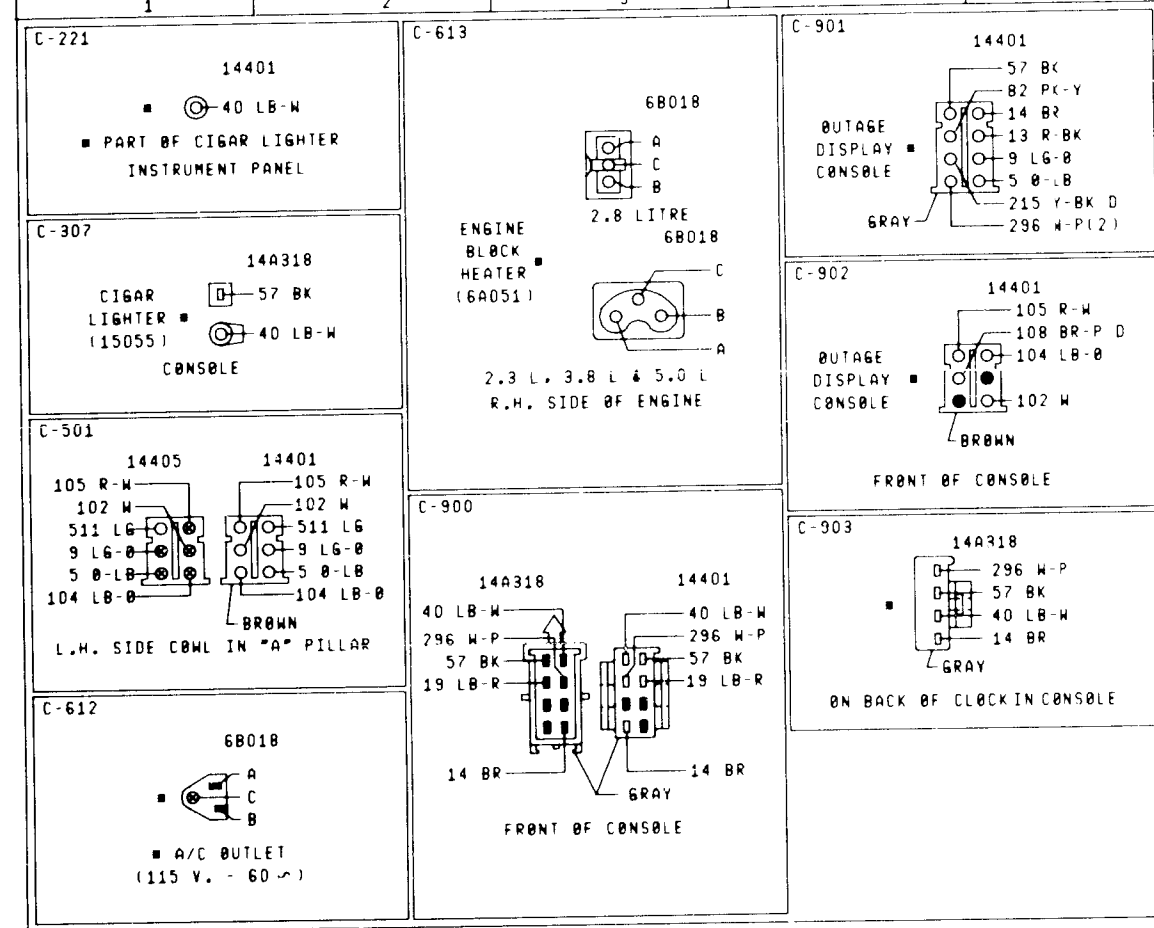 1 2 3
C-221
14401
40 LB-W
■ PART OF CIGAR LIGHTER
INSTRUMENT PANEL
C-307
14A318
57 BK
CIGAR
LIGHTER ■
(15055)
40 LB-W
CONSOLE
C-501
14405 14401
105 R-W 105 R-W
102 W 102 W
511 LG 511 LG
9 LG-O 9 LG-O
5 O-LB 5 O-LB
104 LB-O 104 LB-O
BROWN
L.H. SIDE COWL IN "A" PILLAR
C-612
6B018
A
C
B
■ A/C OUTLET
(115 V. - 60 ~)
C-613
6B018
A
C
B
2.8 LITRE
6B018
ENGINE
BLOCK
HEATER ■
(6A051)
C
B
A
2.3 L, 3.8 L & 5.0 L
R.H. SIDE OF ENGINE
C-900
14A318 14401
40 LB-W 40 LB-W
296 W-P 296 W-P
57 BK 57 BK
19 LB-R 19 LB-R
14 BR 14 BR
GRAY
FRONT OF CONSOLE
C-901
14401
57 BK
82 PK-Y
14 BR
13 R-BK
9 LG-O
5 O-LB
215 Y-BK D
296 W-P(2)
OUTAGE
DISPLAY ■
CONSOLE
GRAY
C-902
14401
105 R-W
108 BR-P D
104 LB-O
102 W
OUTAGE
DISPLAY ■
CONSOLE
BROWN
FRONT OF CONSOLE
C-903
14A318
296 W-P
57 BK
40 LB-W
14 BR
GRAY
ON BACK OF CLOCK IN CONSOLE